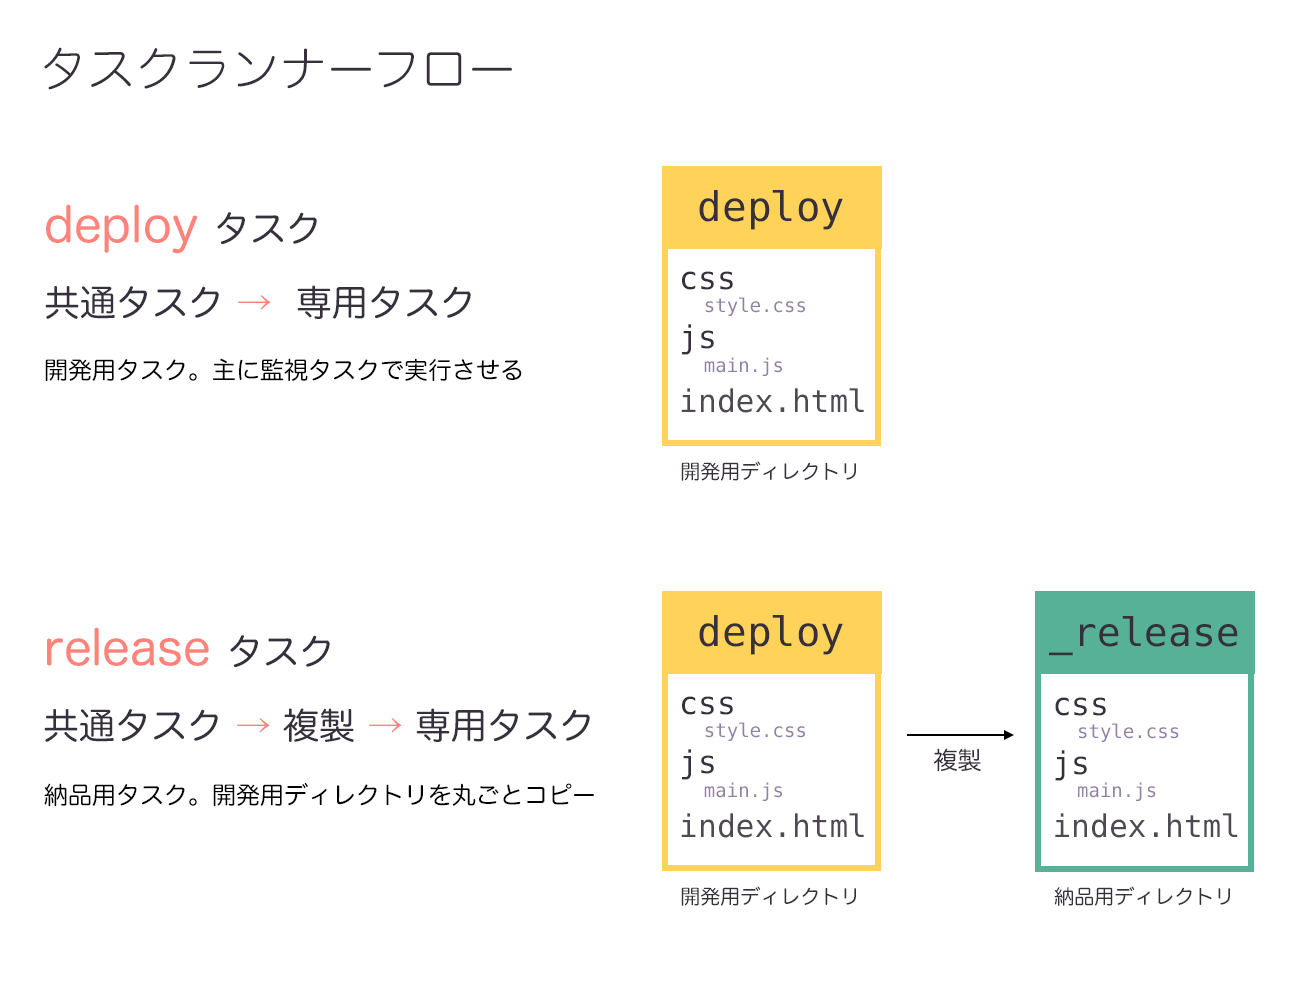 タスクランナーフロー
deploy タスク
共通タスク → 専用タスク
開発用タスク。主に監視タスクで実行させる
deploy
css
style.css
js
main.js
index.html
開発用ディレクトリ
release タスク
共通タスク → 複製 → 専用タスク
納品用タスク。開発用ディレクトリを丸ごとコピー
deploy
css
style.css
js
main.js
index.html
開発用ディレクトリ
複製
_release
css
style.css
js
main.js
index.html
納品用ディレクトリ